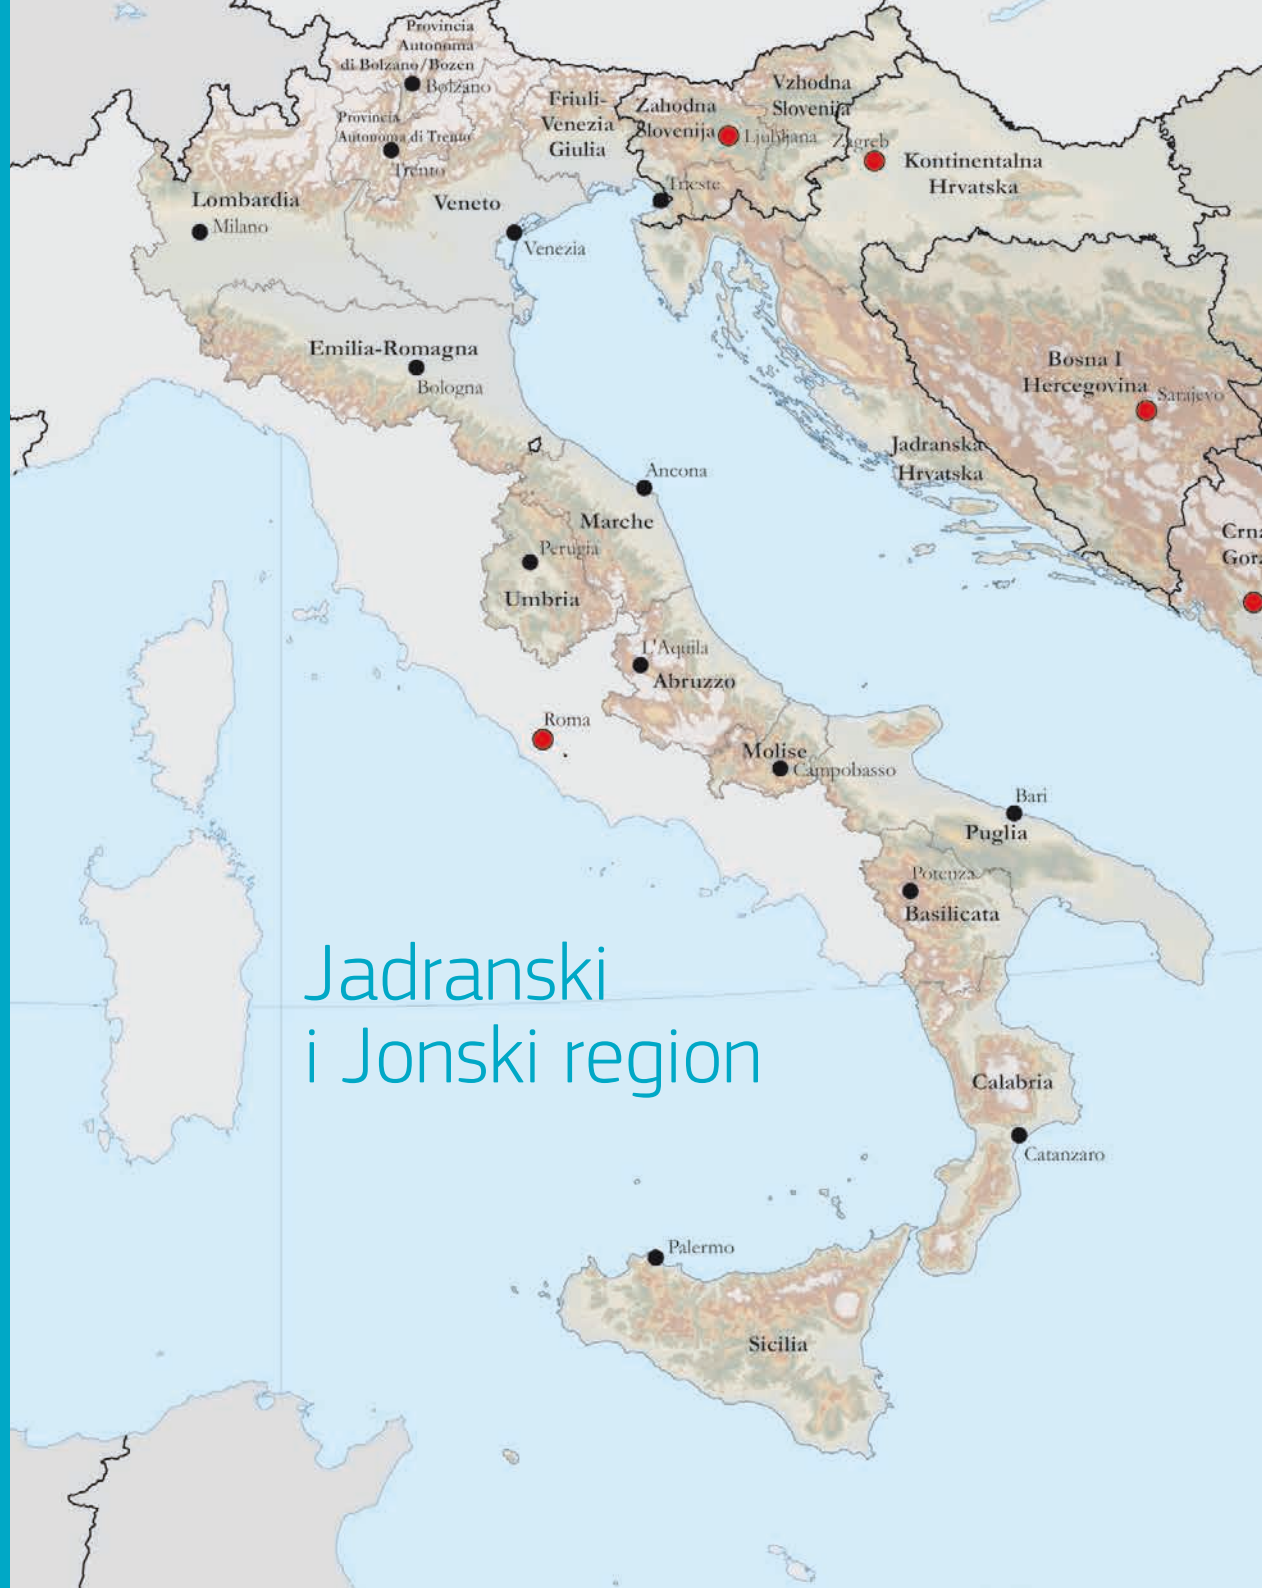 Provincia
Autonoma
di Bolzano/Bozen
Bolzano
Provincia
Autonoma di Trento
Trento
Friuli-
Venezia
Giulia
Zahodna
Slovenija
Ljubljana
Vzhodna
Slovenija
Zagreb
Kontinentalna
Hrvatska
Lombardia
Milano
Veneto
Venezia
Trieste
Emilia-Romagna
Bologna
Bosna I
Hercegovina
Sarajevo
Jadranska
Hrvatska
Ancona
Marche
Perugia
Umbria
Crna
Gora
L'Aquila
Abruzzo
Roma
Molise
Campobasso
Bari
Puglia
Potenza
Basilicata
Jadranski
i Jonski region
Calabria
Catanzaro
Palermo
Sicilia